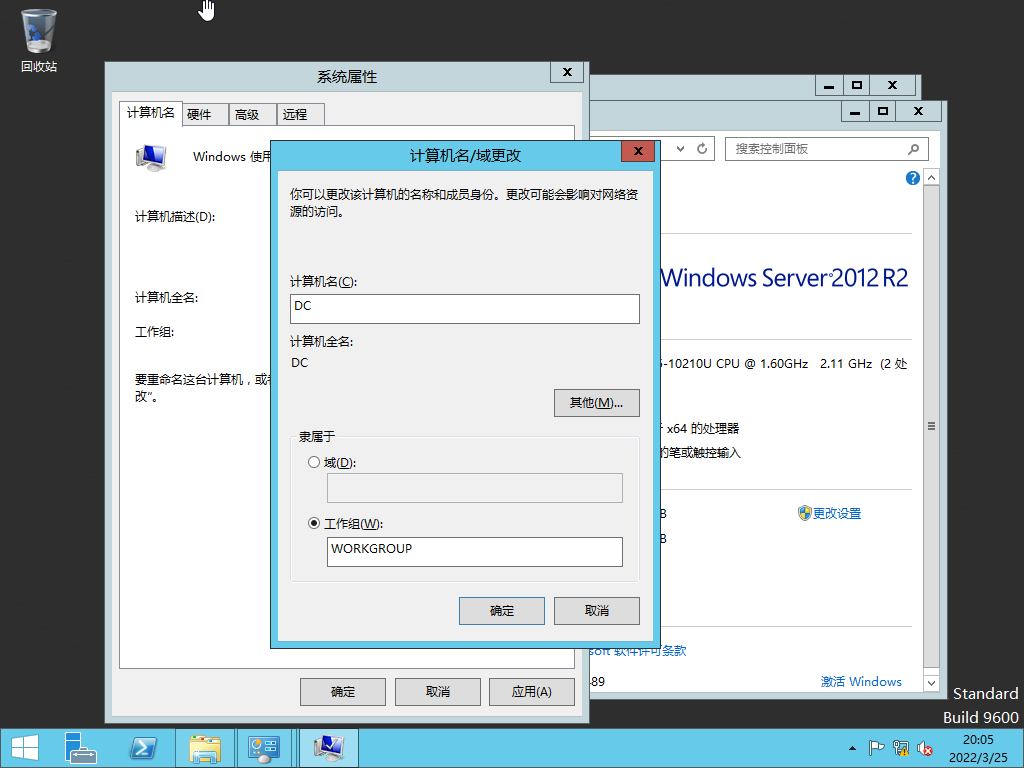 回收站
系统属性
计算机名
硬件
高级
远程
Windows 使用
计算机描述(D):
计算机全名:
工作组:
要重命名这台计算机，或
改”。
确定
取消
应用(A)
计算机名/域更改
你可以更改该计算机的名称和成员身份。更改可能会影响对网络资
源的访问。
计算机名(C):
DC
计算机全名:
DC
其他(M)...
隶属于
域(D):
工作组(W):
WORKGROUP
确定
取消
搜索控制面板
Windows Server 2012 R2
-10210U CPU @ 1.60GHz 2.11 GHz (2 处
x64 的处理器
的笔或触控输入
B
更改设置
B
soft 软件许可条款
89
激活 Windows
Standard
Build 9600
20:05
2022/3/25